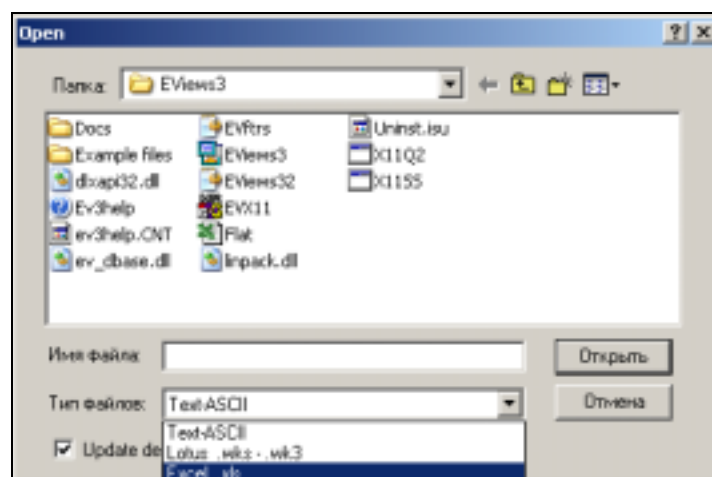 Open
Папка: EViews3
Docs EVftrs Uninst.isu
Example files EViews3 X11Q2
dlxapi32.dll EViews32 X11SS
Ev3help EVX11
ev3help.CNT Flat
ev_dbase.dll linpack.dll
Имя файла: Открыть
Тип файлов: Text-ASCII Отмена
Text-ASCII
Update de Lotus .wks - .wk3
Excel .xls